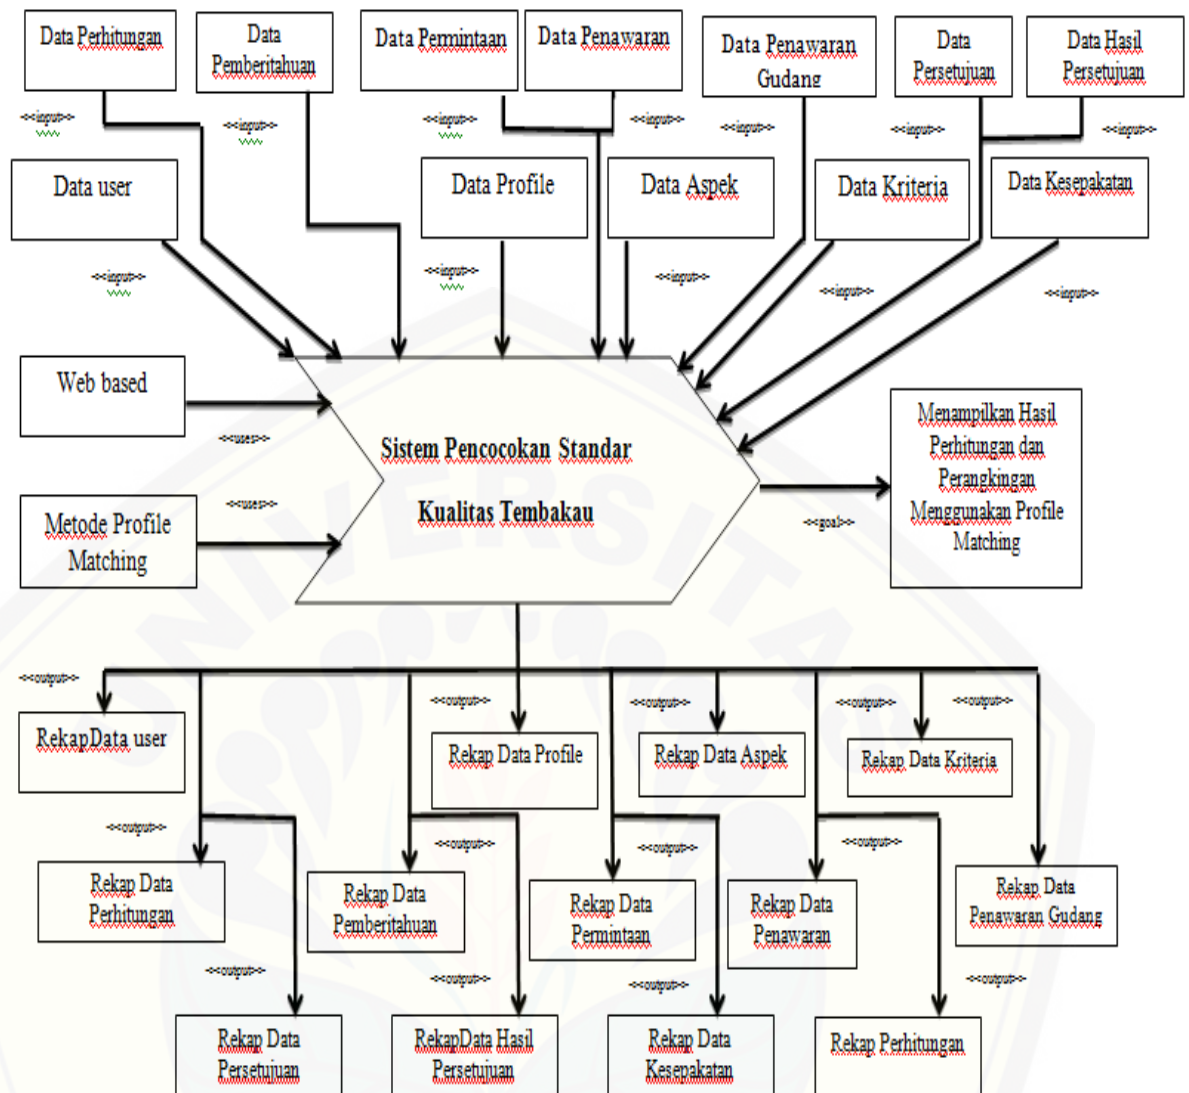 Data Perhitungan
Data
Pemberitahuan
Data Permintaan
Data Penawaran
Data Penawaran
Gudang
Data
Persetujuan
Data Hasil
Persetujuan
<<input>>
<<input>>
<<input>>
<<input>>
<<input>>
<<input>>
<<input>>
Data user
Data Profile
Data Aspek
Data Kriteria
Data Kesepakatan
<<input>>
<<input>>
<<input>>
<<input>>
<<input>>
Web based
<<uses>>
Metode Profile
Matching
<<uses>>
Sistem Pencocokan Standar
Kualitas Tembakau
<<goal>>
Menampilkan Hasil
Perhitungan dan
Perangkingan
Menggunakan Profile
Matching
UNIVERSITAS
<<output>>
<<output>>
<<output>>
<<output>>
<<output>>
RekapData user
Rekap Data Profile
Rekap Data Aspek
Rekap Data Kriteria
<<output>>
<<output>>
<<output>>
<<output>>
Rekap Data
Perhitungan
Rekap Data
Pemberitahuan
Rekap Data
Permintaan
Rekap Data
Penawaran
Rekap Data
Penawaran Gudang
<<output>>
<<output>>
<<output>>
<<output>>
Rekap Data
Persetujuan
RekapData Hasil
Persetujuan
Rekap Data
Kesepakatan
Rekap Perhitungan